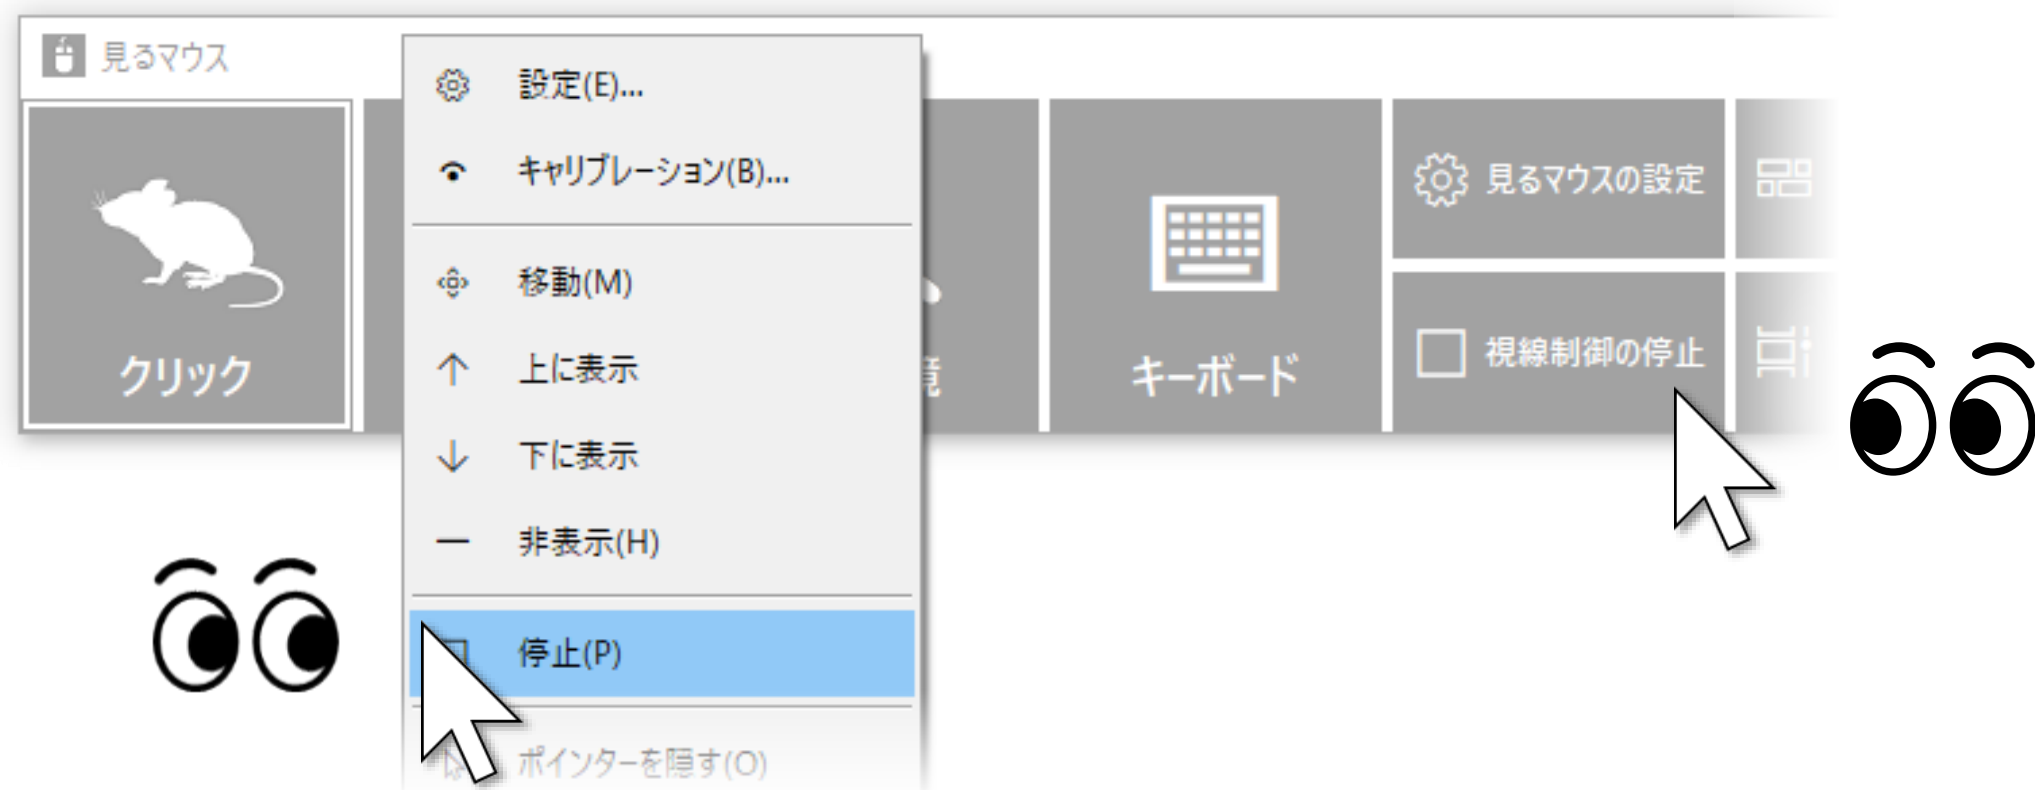 見るマウス
設定(E)...
キャリブレーション(B)...
移動(M)
上に表示
下に表示
非表示(H)
停止(P)
ポインターを隠す(O)
クリック
鏡
キーボード
見るマウスの設定
視線制御の停止